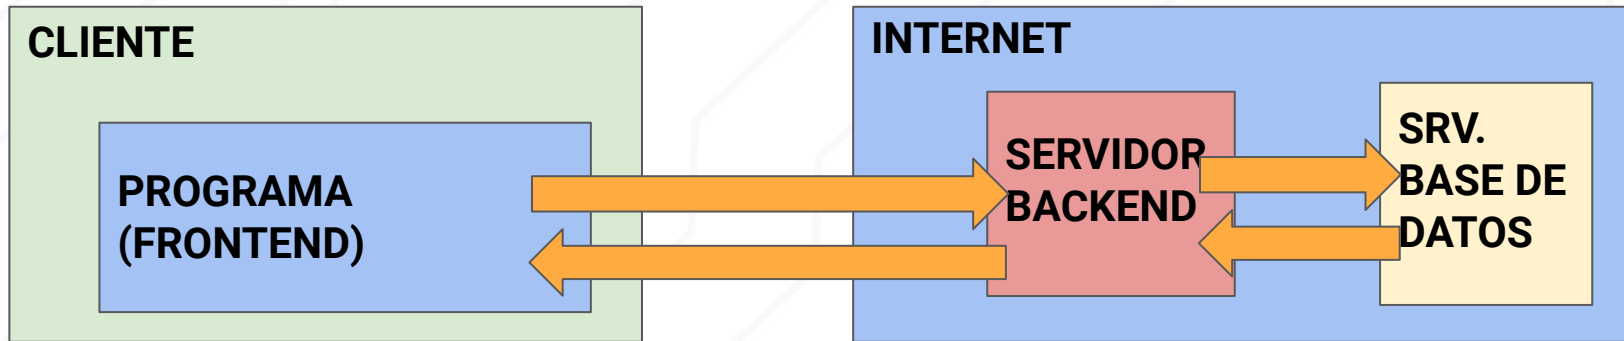 CLIENTE
PROGRAMA
(FRONTEND)
INTERNET
SERVIDOR
BACKEND
SRV.
BASE DE
DATOS